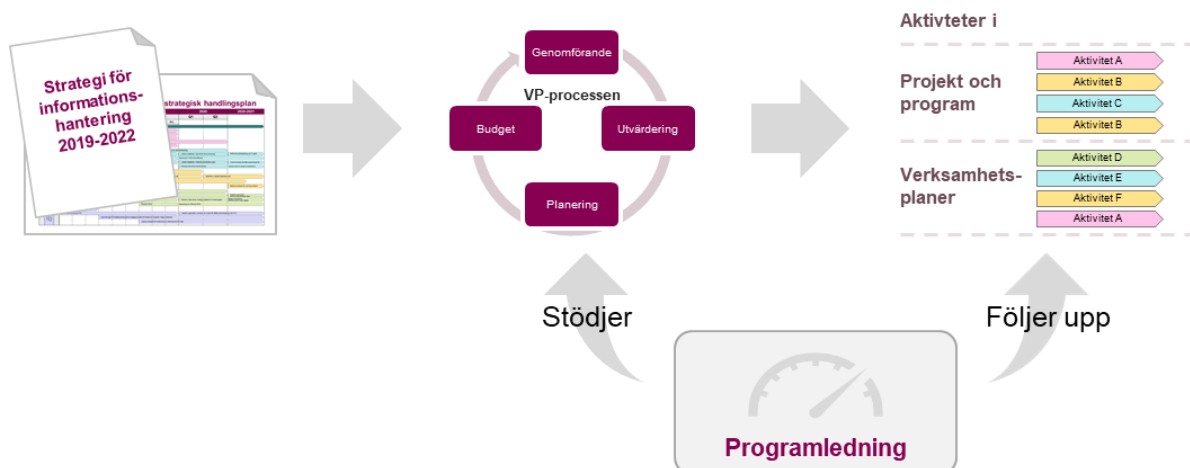 Strategi för
informations-
hantering
2019-2022
strategisk handlingsplan
Genomförande
VP-processen
Budget
Utvärdering
Planering
Aktivteter i
Projekt och
program
Aktivitet A
Aktivitet B
Aktivitet C
Aktivitet B
Verksamhets-
planer
Aktivitet D
Aktivitet E
Aktivitet F
Aktivitet A
Stödjer
Följer upp
Programledning